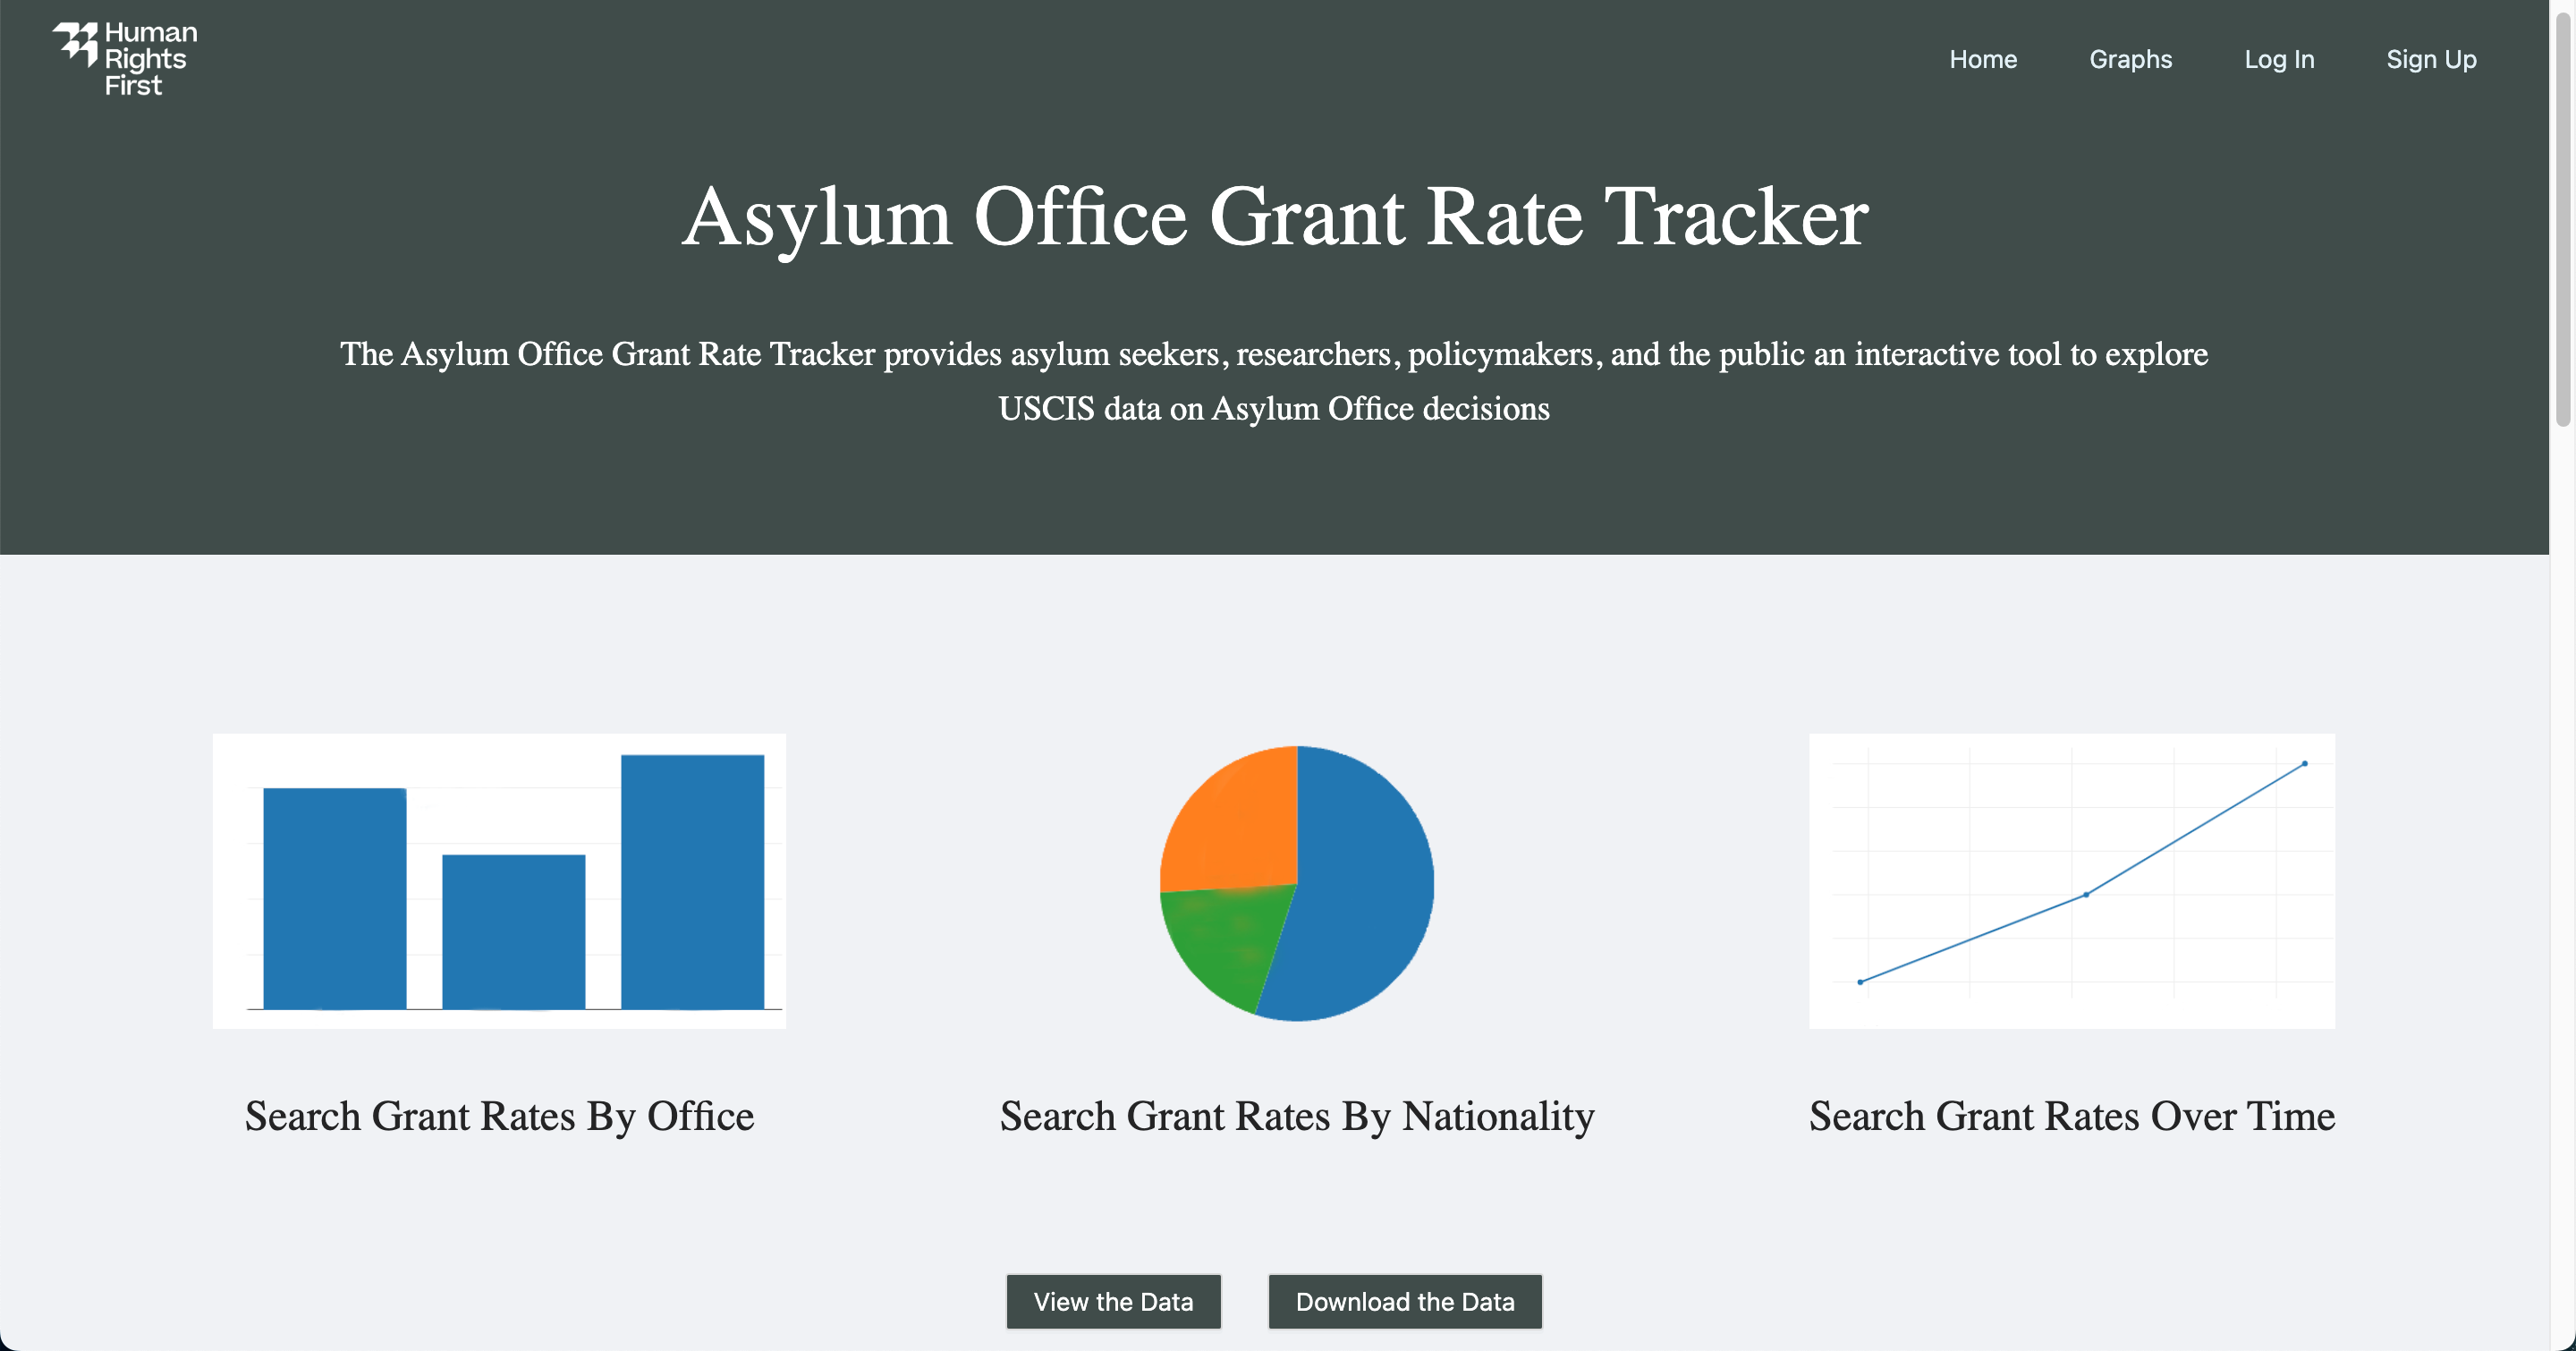 Human
Rights
First
Home
Graphs
Log In
Sign Up
Asylum Office Grant Rate Tracker
The Asylum Office Grant Rate Tracker provides asylum seekers, researchers, policymakers, and the public an interactive tool to explore
USCIS data on Asylum Office decisions
Search Grant Rates By Office
Search Grant Rates By Nationality
Search Grant Rates Over Time
View the Data
Download the Data